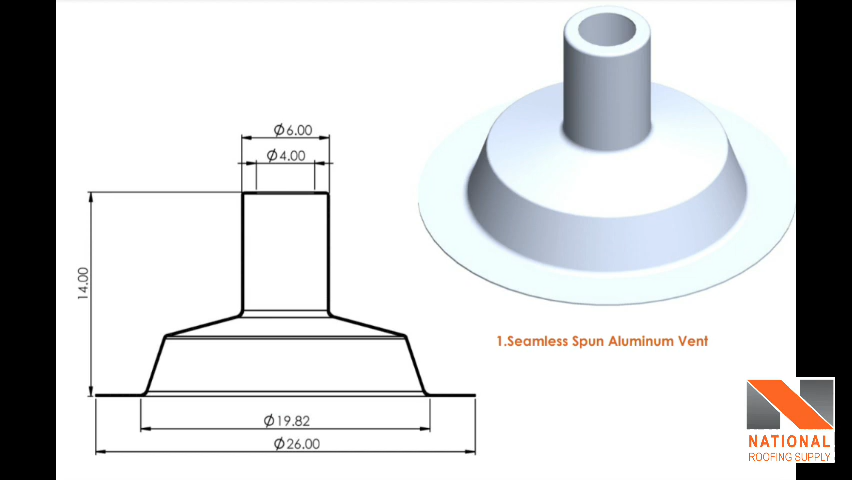 Ø6.00
Ø4.00
14.00
Ø19.82
Ø26.00
1.Seamless Spun Aluminum Vent
NATIONAL
ROOFING SUPPLY